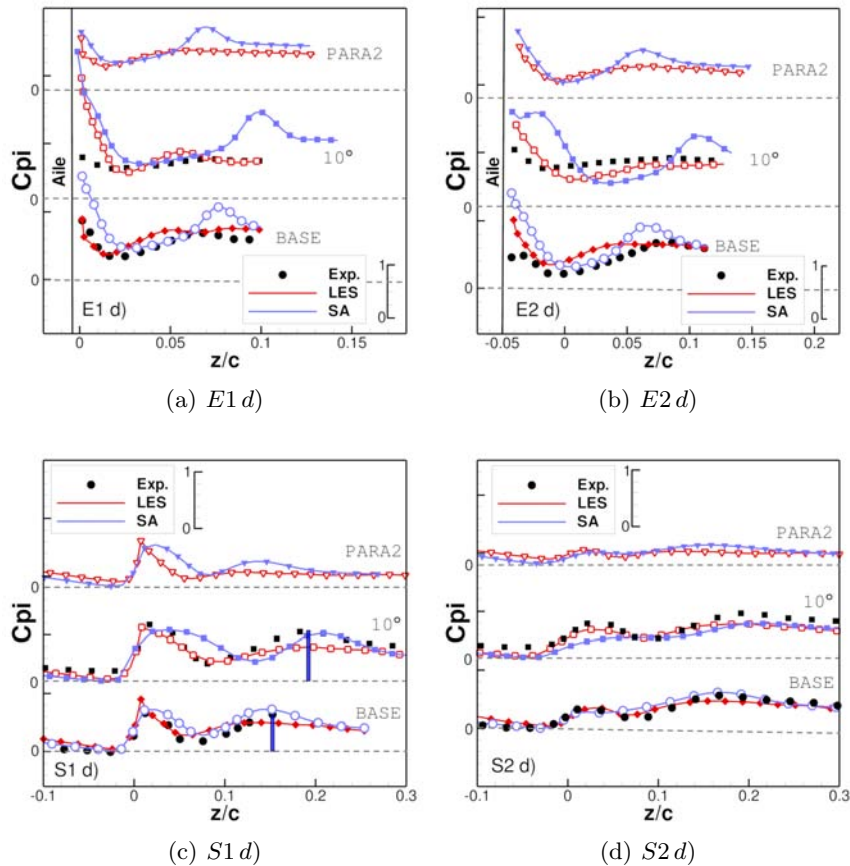 PARA2
0
10°
0
BASE
0
Cpi
Aile
Exp.
LES
SA
1
0
E1 d)
0 0.05 0.1 0.15
z/c
(a) E1 d)
PARA2
0
10°
0
BASE
0
Cpi
Aile
Exp.
LES
SA
1
0
E2 d)
-0.05 0 0.05 0.1 0.15 0.2
z/c
(b) E2 d)
Exp.
LES
SA
1
0
PARA2
0
10°
0
BASE
0
Cpi
S1 d)
-0.1 0 0.1 0.2 0.3
z/c
(c) S1 d)
Exp.
LES
SA
1
0
PARA2
0
10°
0
BASE
0
Cpi
S2 d)
-0.1 0 0.1 0.2 0.3
z/c
(d) S2 d)